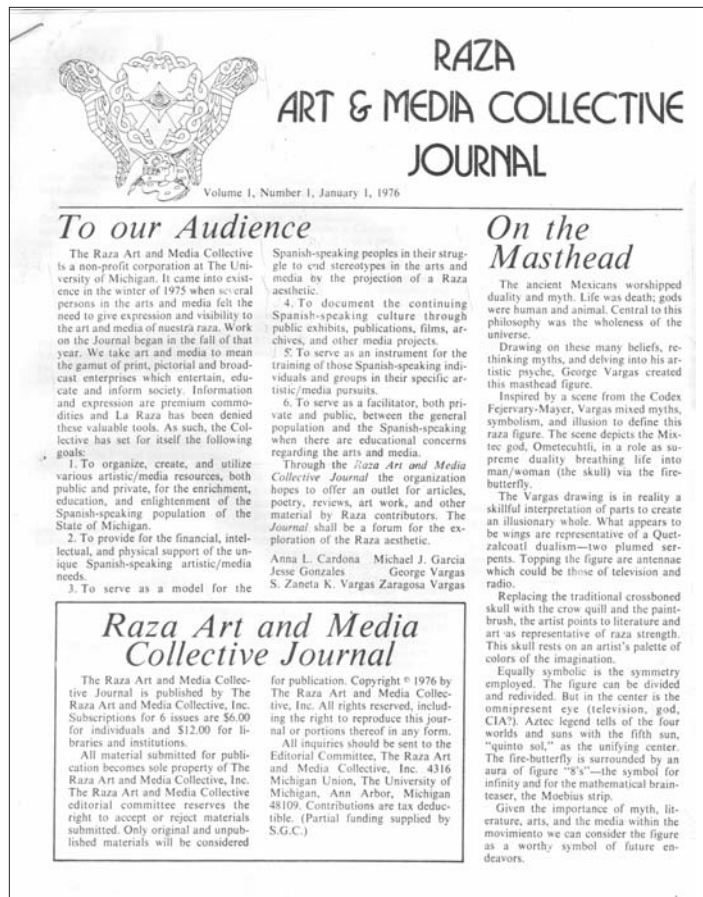 RAZA
ART & MEDIA COLLECTIVE
JOURNAL
Volume 1, Number 1, January 1, 1976
To our Audience
The Raza Art and Media Collective
is a non-profit corporation at The Uni-
versity of Michigan. It came into exist-
ence in the winter of 1975 when several
persons in the arts and media felt the
need to give expression and visibility to
the art and media of nuestra raza. Work
on the Journal began in the fall of that
year. We take art and media to mean
the gamut of print, pictorial and broad-
cast enterprises which entertain, edu-
cate and inform society. Information
and expression are premium commo-
dities and La Raza has been denied
these valuable tools. As such, the Col-
lective has set for itself the following
goals:
1. To organize, create, and utilize
various artistic/media resources, both
public and private, for the enrichment,
education, and enlightenment of the
Spanish-speaking population of the
State of Michigan.
2. To provide for the financial, intel-
lectual, and physical support of the un-
ique Spanish-speaking artistic/media
needs.
3. To serve as a model for the
Spanish-speaking peoples in their strug-
gle to end stereotypes in the arts and
media by the projection of a Raza
aesthetic.
4. To document the continuing
Spanish-speaking culture through
public exhibits, publications, films, ar-
chives, and other media projects.
5. To serve as an instrument for the
training of those Spanish-speaking indi-
viduals and groups in their specific ar-
tistic/media pursuits.
6. To serve as a facilitator, both pri-
vate and public, between the general
population and the Spanish-speaking
when there are educational concerns
regarding the arts and media.
Through the Raza Art and Media
Collective Journal the organization
hopes to offer an outlet for articles,
poetry, reviews, art work, and other
material by Raza contributors. The
Journal shall be a forum for the ex-
ploration of the Raza aesthetic.
Anna L. Cardona Michael J. Garcia
Jesse Gonzales George Vargas
S. Zaneta K. Vargas Zaragosa Vargas
On the
Masthead
The ancient Mexicans worshipped
duality and myth. Life was death; gods
were human and animal. Central to this
philosophy was the wholeness of the
universe.
Drawing on these many beliefs, re-
thinking myths, and delving into his ar-
tistic psyche, George Vargas created
this masthead figure.
Inspired by a scene from the Codex
Fejervary-Mayer, Vargas mixed myths,
symbolism, and illusion to define this
raza figure. The scene depicts the Mix-
tec god, Ometecuhtli, in a role as su-
preme duality breathing life into
man/woman (the skull) via the fire-
butterfly.
The Vargas drawing is in reality a
skillful interpretation of parts to create
an illusionary whole. What appears to
be wings are representative of a Quet-
zalcoatl dualism—two plumed ser-
pents. Topping the figure are antennae
which could be those of television and
radio.
Replacing the traditional crossboned
skull with the crow quill and the paint-
brush, the artist points to literature and
art as representative of raza strength.
This skull rests on an artist's palette of
colors of the imagination.
Equally symbolic is the symmetry
employed. The figure can be divided
and redivided. But in the center is the
omnipresent eye (television, god,
CIA?). Aztec legend tells of the four
worlds and suns with the fifth sun,
"quinto sol," as the unifying center.
The fire-butterfly is surrounded by an
aura of figure "8's"—the symbol for
infinity and for the mathematical brain-
teaser, the Moebius strip.
Given the importance of myth, lit-
erature, arts, and the media within the
movimiento we can consider the figure
as a worthy symbol of future en-
deavors.
Raza Art and Media
Collective Journal
The Raza Art and Media Collec-
tive Journal is published by The
Raza Art and Media Collective, Inc.
Subscriptions for 6 issues are $6.00
for individuals and $12.00 for li-
braries and institutions.
All material submitted for publi-
cation becomes sole property of The
Raza Art and Media Collective, Inc.
The Raza Art and Media Collective
editorial committee reserves the
right to accept or reject materials
submitted. Only original and unpub-
lished materials will be considered
for publication. Copyright © 1976 by
The Raza Art and Media Collec-
tive, Inc. All rights reserved, includ-
ing the right to reproduce this jour-
nal or portions thereof in any form.
All inquiries should be sent to the
Editorial Committee, The Raza Art
and Media Collective, Inc. 4316
Michigan Union, The University of
Michigan, Ann Arbor, Michigan
48109. Contributions are tax deduc-
tible. (Partial funding supplied by
S.G.C.)